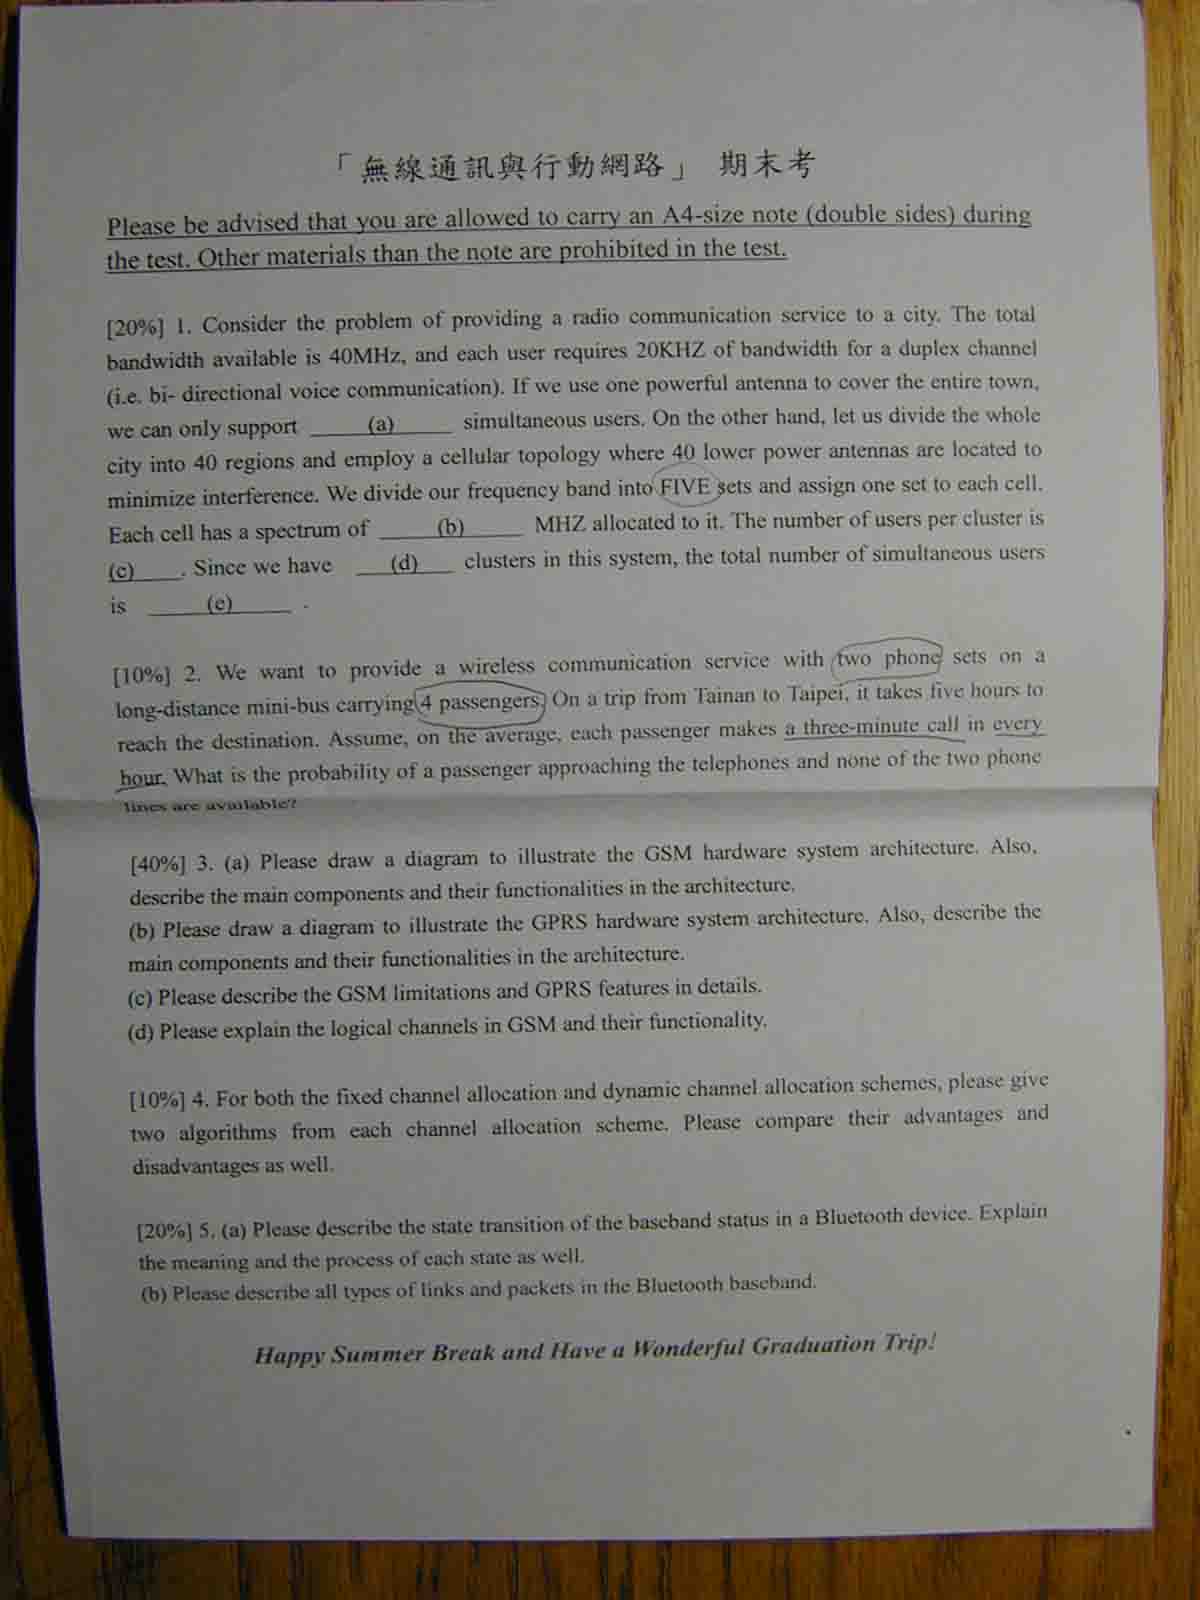 「無線通訊與行動網路」 期末考
Please be advised that you are allowed to carry an A4-size note (double sides) during
the test. Other materials than the note are prohibited in the test.
[20%] 1. Consider the problem of providing a radio communication service to a city. The total
bandwidth available is 40MHz, and each user requires 20KHZ of bandwidth for a duplex channel
(i.e. bi- directional voice communication). If we use one powerful antenna to cover the entire town,
we can only support (a) simultaneous users. On the other hand, let us divide the whole
city into 40 regions and employ a cellular topology where 40 lower power antennas are located to
minimize interference. We divide our frequency band into FIVE sets and assign one set to each cell.
Each cell has a spectrum of (b) MHZ allocated to it. The number of users per cluster is
(c) . Since we have (d) clusters in this system, the total number of simultaneous users
is (e) .
[10%] 2. We want to provide a wireless communication service with two phone sets on a
long-distance mini-bus carrying 4 passengers. On a trip from Tainan to Taipei, it takes five hours to
reach the destination. Assume, on the average, each passenger makes a three-minute call in every
hour. What is the probability of a passenger approaching the telephones and none of the two phone
lines are available?
[40%] 3. (a) Please draw a diagram to illustrate the GSM hardware system architecture. Also,
describe the main components and their functionalities in the architecture.
(b) Please draw a diagram to illustrate the GPRS hardware system architecture. Also, describe the
main components and their functionalities in the architecture.
(c) Please describe the GSM limitations and GPRS features in details.
(d) Please explain the logical channels in GSM and their functionality.
[10%] 4. For both the fixed channel allocation and dynamic channel allocation schemes, please give
two algorithms from each channel allocation scheme. Please compare their advantages and
disadvantages as well.
[20%] 5. (a) Please describe the state transition of the baseband status in a Bluetooth device. Explain
the meaning and the process of each state as well.
(b) Please describe all types of links and packets in the Bluetooth baseband.
Happy Summer Break and Have a Wonderful Graduation Trip!